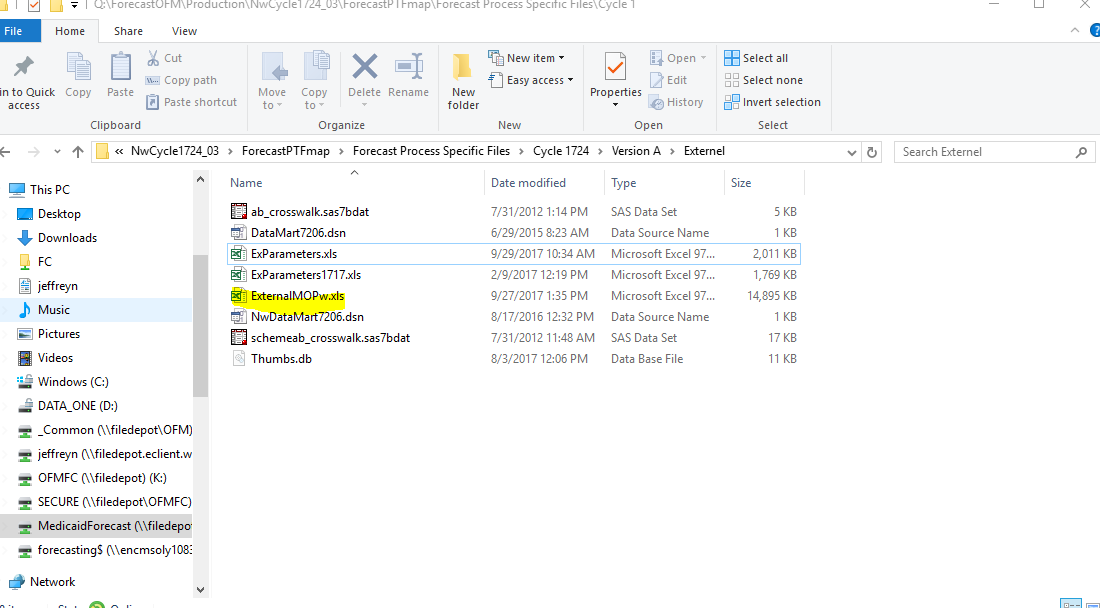 Q:\ForecastOFM\Production\NwCycle1724_03\ForecastPTFmap\Forecast Process Specific Files\Cycle 1
File Home Share View
in to Quick access
Copy
Paste
Cut
Copy path
Paste shortcut
Clipboard
Move to
Copy to
Delete
Rename
Organize
New folder
New item
Easy access
New
Properties
Open
Edit
History
Open
Select all
Select none
Invert selection
Select
« NwCycle1724_03 › ForecastPTFmap › Forecast Process Specific Files › Cycle 1724 › Version A › Externel
Search Externel
This PC
Desktop
Downloads
FC
jeffreyn
Music
Pictures
Videos
Windows (C:)
DATA_ONE (D:)
_Common (\\filedepot\OFM)
jeffreyn (\\filedepot.eclient.w
OFMFC (\\filedepot) (K:)
SECURE (\\filedepot\OFMFC)
MedicaidForecast (\\filedepot
forecasting$ (\\encmsoly1083
Network
Name Date modified Type Size
ab_crosswalk.sas7bdat 7/31/2012 1:14 PM SAS Data Set 5 KB
DataMart7206.dsn 6/29/2015 8:23 AM Data Source Name 1 KB
ExParameters.xls 9/29/2017 10:34 AM Microsoft Excel 97... 2,011 KB
ExParameters1717.xls 2/9/2017 12:19 PM Microsoft Excel 97... 1,769 KB
ExternalMOPw.xls 9/27/2017 1:35 PM Microsoft Excel 97... 14,895 KB
NwDataMart7206.dsn 8/17/2016 12:32 PM Data Source Name 1 KB
schemeab_crosswalk.sas7bdat 7/31/2012 11:48 AM SAS Data Set 17 KB
Thumbs.db 8/3/2017 12:06 PM Data Base File 11 KB